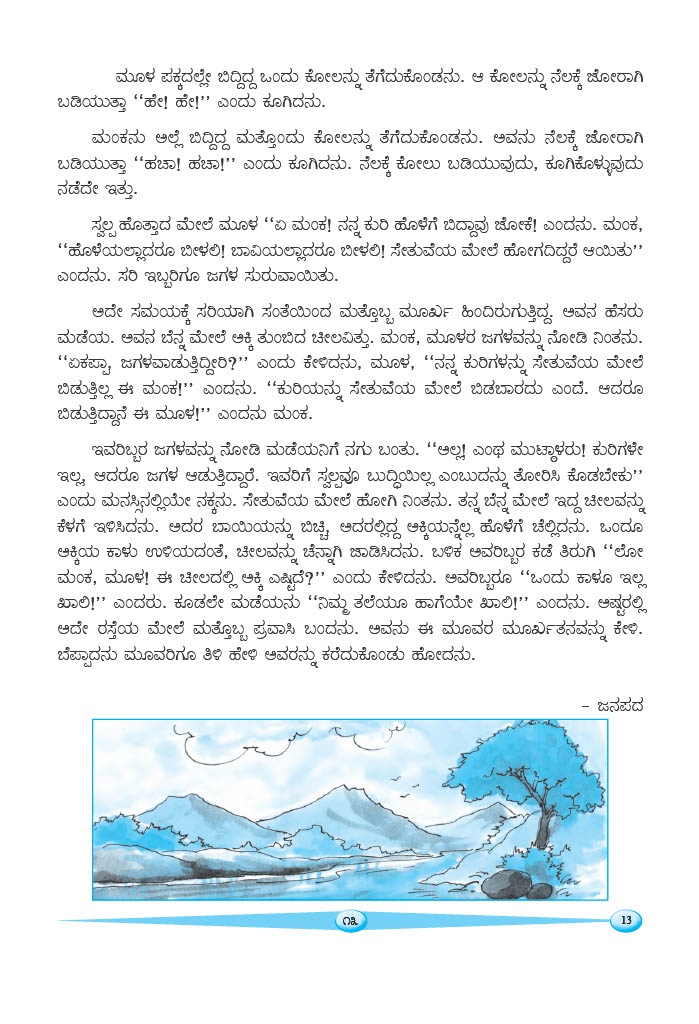 ಮೂಳ ಪಕ್ಕದಲ್ಲೇ ಬಿದ್ದಿದ್ದ ಒಂದು ಕೋಲನ್ನು ತೆಗೆದುಕೊಂಡನು. ಆ ಕೋಲನ್ನು ನೆಲಕ್ಕೆ ಜೋರಾಗಿ
ಬಡಿಯುತ್ತಾ ‘‘ಹೇ! ಹೇ!’’ ಎಂದು ಕೂಗಿದನು.
ಮಂಕನು ಅಲ್ಲೆ ಬಿದ್ದಿದ್ದ ಮತ್ತೊಂದು ಕೋಲನ್ನು ತೆಗೆದುಕೊಂಡನು. ಅವನು ನೆಲಕ್ಕೆ ಜೋರಾಗಿ
ಬಡಿಯುತ್ತಾ ‘‘ಹಚಾ! ಹಚಾ!’’ ಎಂದು ಕೂಗಿದನು. ನೆಲಕ್ಕೆ ಕೋಲು ಬಡಿಯುವುದು, ಕೂಗಿಕೊಳ್ಳುವುದು
ನಡೆದೇ ಇತ್ತು.
ಸ್ವಲ್ಪ ಹೊತ್ತಾದ ಮೇಲೆ ಮೂಳ ‘‘ಏ ಮಂಕ! ನನ್ನ ಕುರಿ ಹೊಳೆಗೆ ಬಿದ್ದಾವು ಜೋಕೆ! ಎಂದನು. ಮಂಕ,
‘‘ಹೊಳೆಯಲ್ಲಾದರೂ ಬೀಳಲಿ! ಬಾವಿಯಲ್ಲಾದರೂ ಬೀಳಲಿ! ಸೇತುವೆಯ ಮೇಲೆ ಹೋಗದಿದ್ದರೆ ಆಯಿತು’’
ಎಂದನು. ಸರಿ ಇಬ್ಬರಿಗೂ ಜಗಳ ಸುರುವಾಯಿತು.
ಅದೇ ಸಮಯಕ್ಕೆ ಸರಿಯಾಗಿ ಸಂತೆಯಿಂದ ಮತ್ತೊಬ್ಬ ಮೂರ್ಖ ಹಿಂದಿರುಗುತ್ತಿದ್ದ. ಅವನ ಹೆಸರು
ಮಡೆಯ. ಅವನ ಬೆನ್ನ ಮೇಲೆ ಅಕ್ಕಿ ತುಂಬಿದ ಚೀಲವಿತ್ತು. ಮಂಕ, ಮೂಳರ ಜಗಳವನ್ನು ನೋಡಿ ನಿಂತನು.
‘‘ಏಕಪ್ಪಾ, ಜಗಳವಾಡುತ್ತಿದ್ದೀರಿ?’’ ಎಂದು ಕೇಳಿದನು, ಮೂಳ, ‘‘ನನ್ನ ಕುರಿಗಳನ್ನು ಸೇತುವೆಯ ಮೇಲೆ
ಬಿಡುತ್ತಿಲ್ಲ ಈ ಮಂಕ!’’ ಎಂದನು. ‘‘ಕುರಿಯನ್ನು ಸೇತುವೆಯ ಮೇಲೆ ಬಿಡಬಾರದು ಎಂದೆ. ಆದರೂ
ಬಿಡುತ್ತಿದ್ದಾನೆ ಈ ಮೂಳ!’’ ಎಂದನು ಮಂಕ.
ಇವರಿಬ್ಬರ ಜಗಳವನ್ನು ನೋಡಿ ಮಡೆಯನಿಗೆ ನಗು ಬಂತು. ‘‘ಅಲ್ಲ! ಎಂಥ ಮುಟ್ಠಾಳರು! ಕುರಿಗಳೇ
ಇಲ್ಲ, ಆದರೂ ಜಗಳ ಆಡುತ್ತಿದ್ದಾರೆ. ಇವರಿಗೆ ಸ್ವಲ್ಪವೂ ಬುದ್ಧಿಯಿಲ್ಲ ಎಂಬುದನ್ನು ತೋರಿಸಿ ಕೊಡಬೇಕು’’
ಎಂದು ಮನಸ್ಸಿನಲ್ಲಿಯೇ ನಕ್ಕನು. ಸೇತುವೆಯ ಮೇಲೆ ಹೋಗಿ ನಿಂತನು. ತನ್ನ ಬೆನ್ನ ಮೇಲೆ ಇದ್ದ ಚೀಲವನ್ನು
ಕೆಳಗೆ ಇಳಿಸಿದನು. ಅದರ ಬಾಯಿಯನ್ನು ಬಿಚ್ಚಿ, ಅದರಲ್ಲಿದ್ದ ಅಕ್ಕಿಯನ್ನೆಲ್ಲ ಹೊಳೆಗೆ ಚೆಲ್ಲಿದನು. ಒಂದೂ
ಅಕ್ಕಿಯ ಕಾಳು ಉಳಿಯದಂತೆ, ಚೀಲವನ್ನು ಚೆನ್ನಾಗಿ ಜಾಡಿಸಿದನು. ಬಳಿಕ ಅವರಿಬ್ಬರ ಕಡೆ ತಿರುಗಿ ‘‘ಲೋ
ಮಂಕ, ಮೂಳ! ಈ ಚೀಲದಲ್ಲಿ ಅಕ್ಕಿ ಎಷ್ಟಿದೆ?’’ ಎಂದು ಕೇಳಿದನು. ಅವರಿಬ್ಬರೂ ‘‘ಒಂದು ಕಾಳೂ ಇಲ್ಲ
ಖಾಲಿ!’’ ಎಂದರು. ಕೂಡಲೇ ಮಡೆಯನು ‘‘ನಿಮ್ಮ ತಲೆಯೂ ಹಾಗೆಯೇ ಖಾಲಿ!’’ ಎಂದನು. ಅಷ್ಟರಲ್ಲಿ
ಅದೇ ರಸ್ತೆಯ ಮೇಲೆ ಮತ್ತೊಬ್ಬ ಪ್ರವಾಸಿ ಬಂದನು. ಅವನು ಈ ಮೂವರ ಮೂರ್ಖತನವನ್ನು ಕೇಳಿ.
ಬೆಪ್ಪಾದನು ಮೂವರಿಗೂ ತಿಳಿ ಹೇಳಿ ಅವರನ್ನು ಕರೆದುಕೊಂಡು ಹೋದನು.
– ಜನಪದ
೧೩ 13